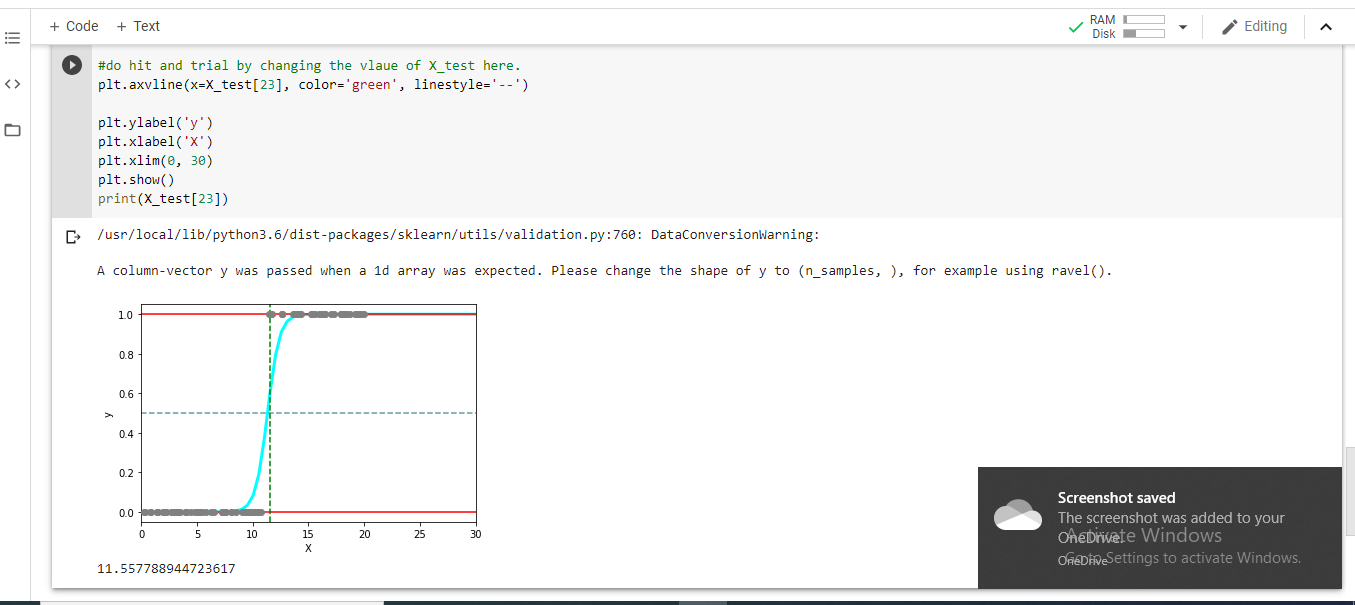 + Code + Text
RAM
Disk
Editing
#do hit and trial by changing the vlaue of X_test here.
plt.axvline(x=X_test[23], color='green', linestyle='--')
plt.ylabel('y')
plt.xlabel('X')
plt.xlim(0, 30)
plt.show()
print(X_test[23])
/usr/local/lib/python3.6/dist-packages/sklearn/utils/validation.py:760: DataConversionWarning:
A column-vector y was passed when a 1d array was expected. Please change the shape of y to (n_samples, ), for example using ravel().
1.0
0.8
0.6
y
0.4
0.2
0.0
0 5 10 15 20 25 30
X
11.557788944723617
Screenshot saved
The screenshot was added to your
OneDrive.
OneDrive
Activate Windows
Go to Settings to activate Windows.